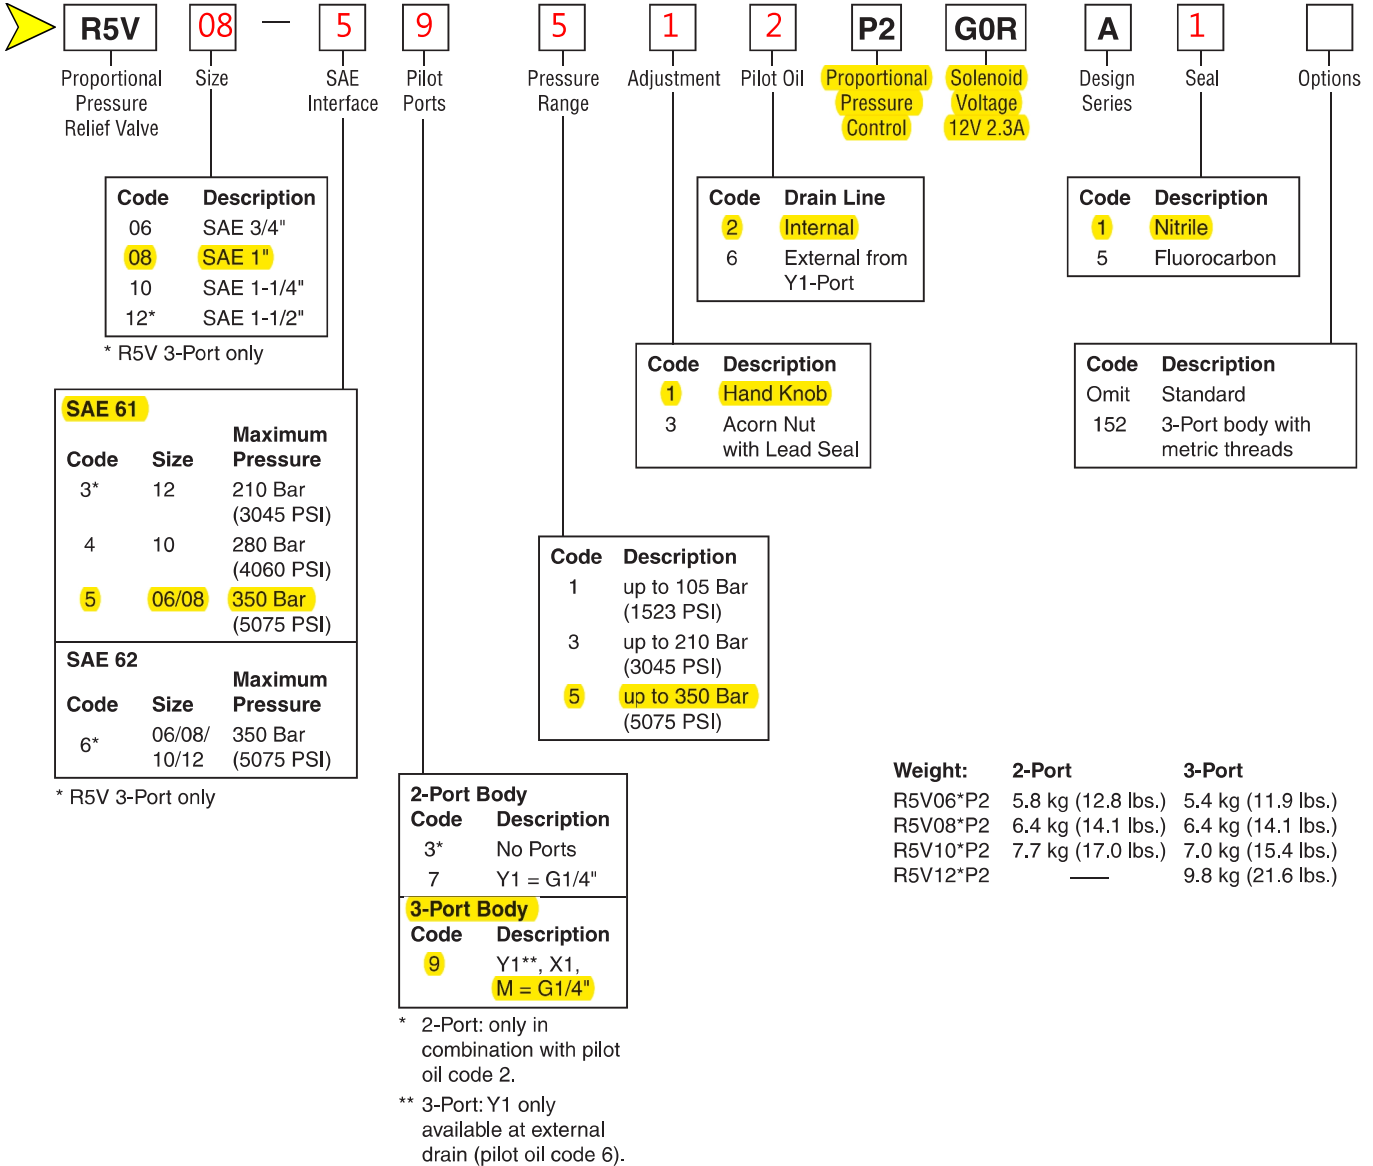 R5V 08 — 5 9 5 1 2 P2 G0R A 1
Proportional Pressure Relief Valve
Size
SAE Interface
Pilot Ports
Pressure Range
Adjustment
Pilot Oil
Proportional Pressure Control
Solenoid Voltage 12V 2.3A
Design Series
Seal
Options
Code Description
06 SAE 3/4"
08 SAE 1"
10 SAE 1-1/4"
12* SAE 1-1/2"
* R5V 3-Port only
Code Drain Line
2 Internal
6 External from
Y1-Port
Code Description
1 Nitrile
5 Fluorocarbon
Code Description
1 Hand Knob
3 Acorn Nut
with Lead Seal
Code Description
Omit Standard
152 3-Port body with
metric threads
SAE 61
Maximum
Code Size Pressure
3* 12 210 Bar
(3045 PSI)
4 10 280 Bar
(4060 PSI)
5 06/08 350 Bar
(5075 PSI)
SAE 62
Maximum
Code Size Pressure
6* 06/08/ 350 Bar
10/12 (5075 PSI)
* R5V 3-Port only
Code Description
1 up to 105 Bar
(1523 PSI)
3 up to 210 Bar
(3045 PSI)
5 up to 350 Bar
(5075 PSI)
2-Port Body
Code Description
3* No Ports
7 Y1 = G1/4"
3-Port Body
Code Description
9 Y1**, X1,
M = G1/4"
* 2-Port: only in
combination with pilot
oil code 2.
** 3-Port: Y1 only
available at external
drain (pilot oil code 6).
Weight: 2-Port 3-Port
R5V06*P2 5.8 kg (12.8 lbs.) 5.4 kg (11.9 lbs.)
R5V08*P2 6.4 kg (14.1 lbs.) 6.4 kg (14.1 lbs.)
R5V10*P2 7.7 kg (17.0 lbs.) 7.0 kg (15.4 lbs.)
R5V12*P2 —— 9.8 kg (21.6 lbs.)